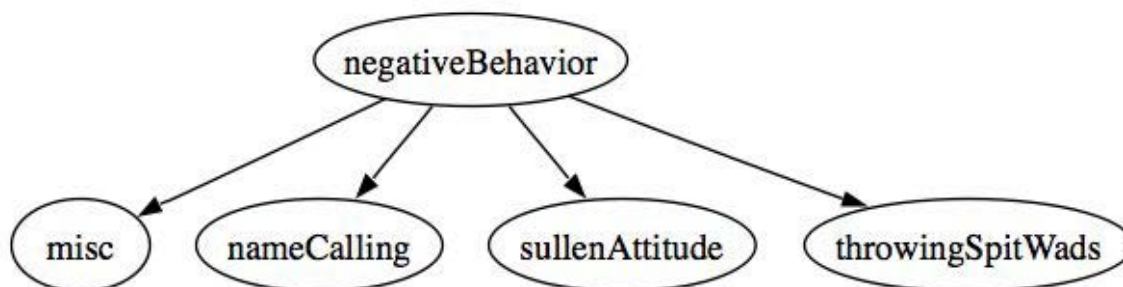 negativeBehavior
misc
nameCalling
sullenAttitude
throwingSpitWads